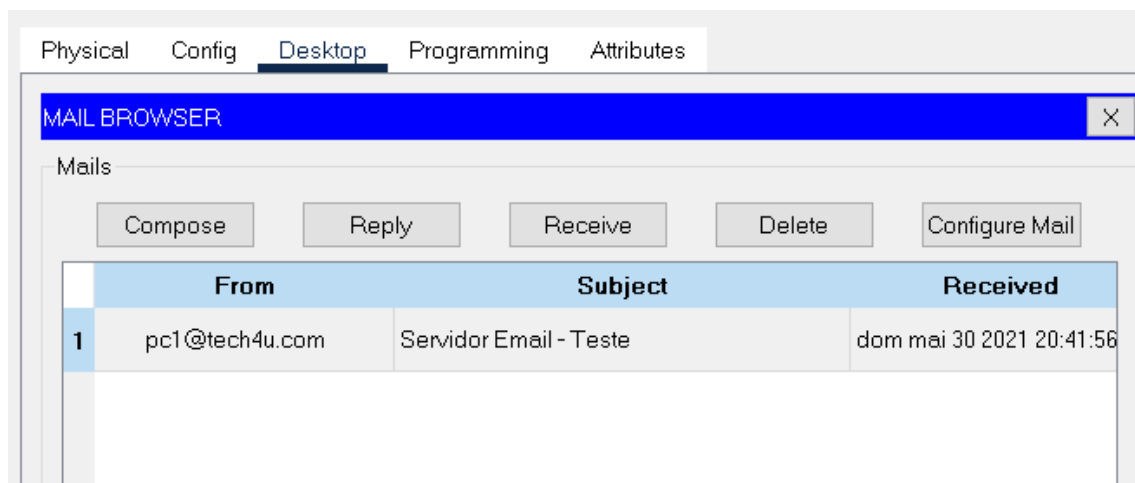 Physical Config Desktop Programming Attributes
MAIL BROWSER X
Mails
Compose Reply Receive Delete Configure Mail
From Subject Received
1 pc1@tech4u.com Servidor Email - Teste dom mai 30 2021 20:41:56